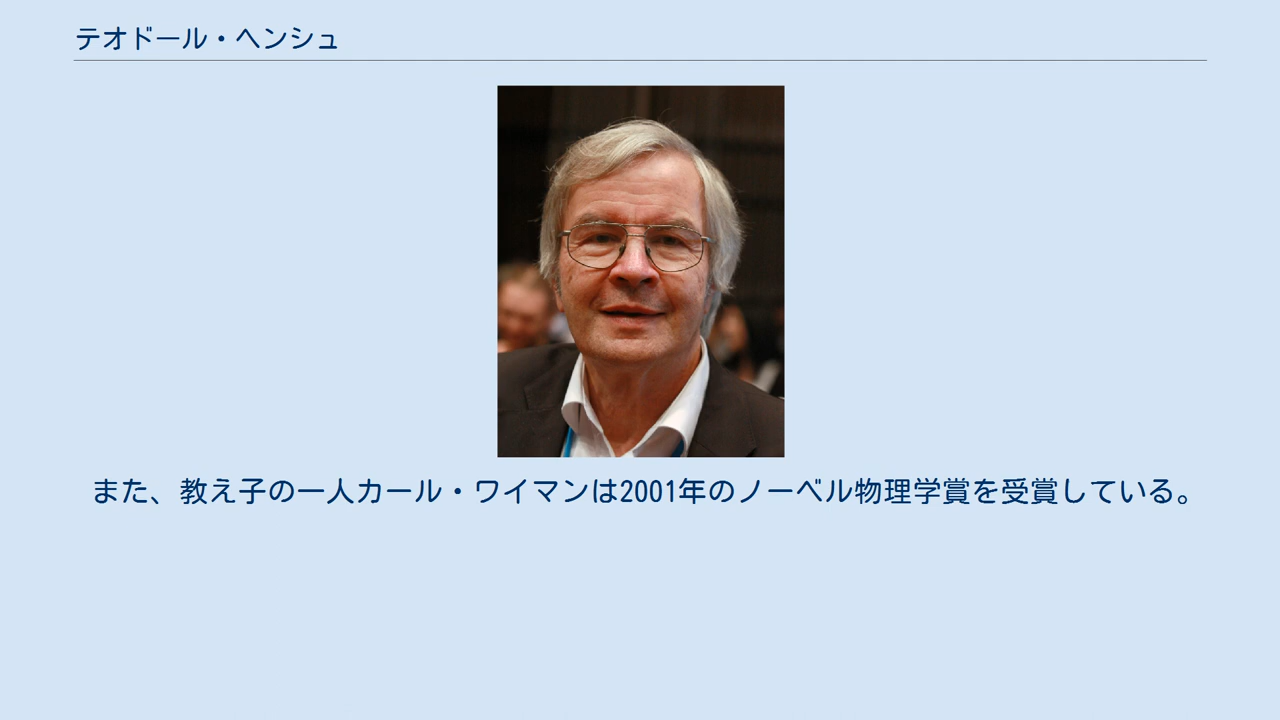 テオドール・ヘンシュ
また、教え子の一人カール・ワイマンは2001年のノーベル物理学賞を受賞している。